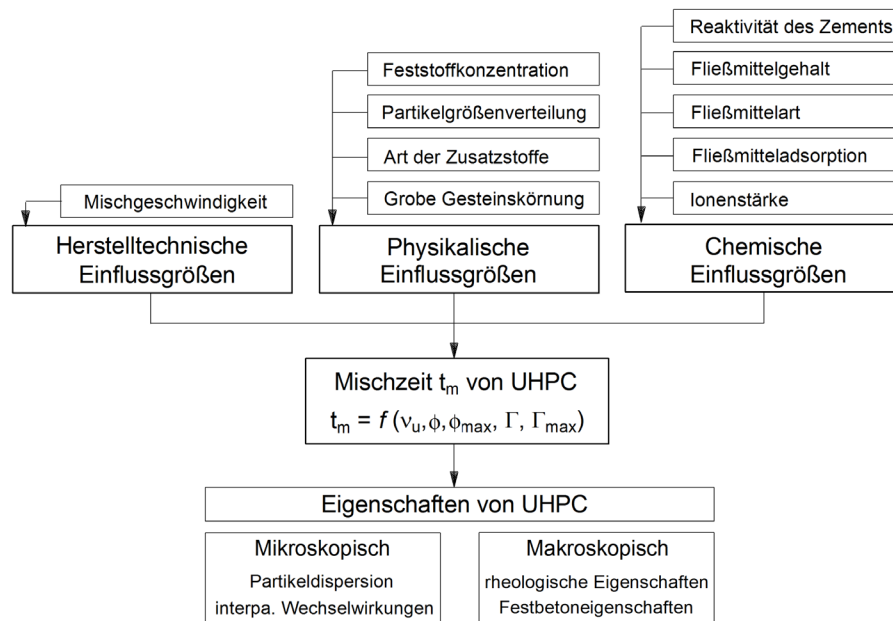 Mischgeschwindigkeit
Herstelltechnische
Einflussgrößen
Feststoffkonzentration
Partikelgrößenverteilung
Art der Zusatzstoffe
Grobe Gesteinskörnung
Physikalische
Einflussgrößen
Reaktivität des Zements
Fließmittelgehalt
Fließmittelart
Fließmitteladsorption
Ionenstärke
Chemische
Einflussgrößen
Mischzeit tₘ von UHPC
tₘ = f (νᵤ,ϕ,ϕmax, Γ, Γmax)
Eigenschaften von UHPC
Mikroskopisch
Partikeldispersion
interpa. Wechselwirkungen
Makroskopisch
rheologische Eigenschaften
Festbetoneigenschaften